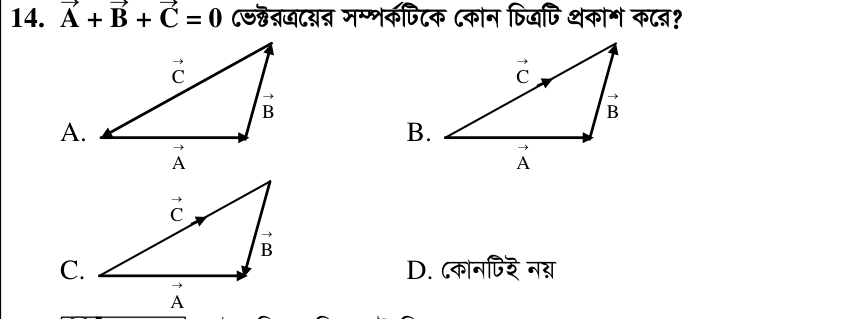 14. A⃗ + B⃗ + C⃗ = 0 ভেক্টরত্রয়ের সম্পর্কটিকে কোন চিত্রটি প্রকাশ করে?
C⃗
B⃗
A.
A⃗
C⃗
B⃗
B.
A⃗
C⃗
B⃗
C.
A⃗
D. কোনটিই নয়